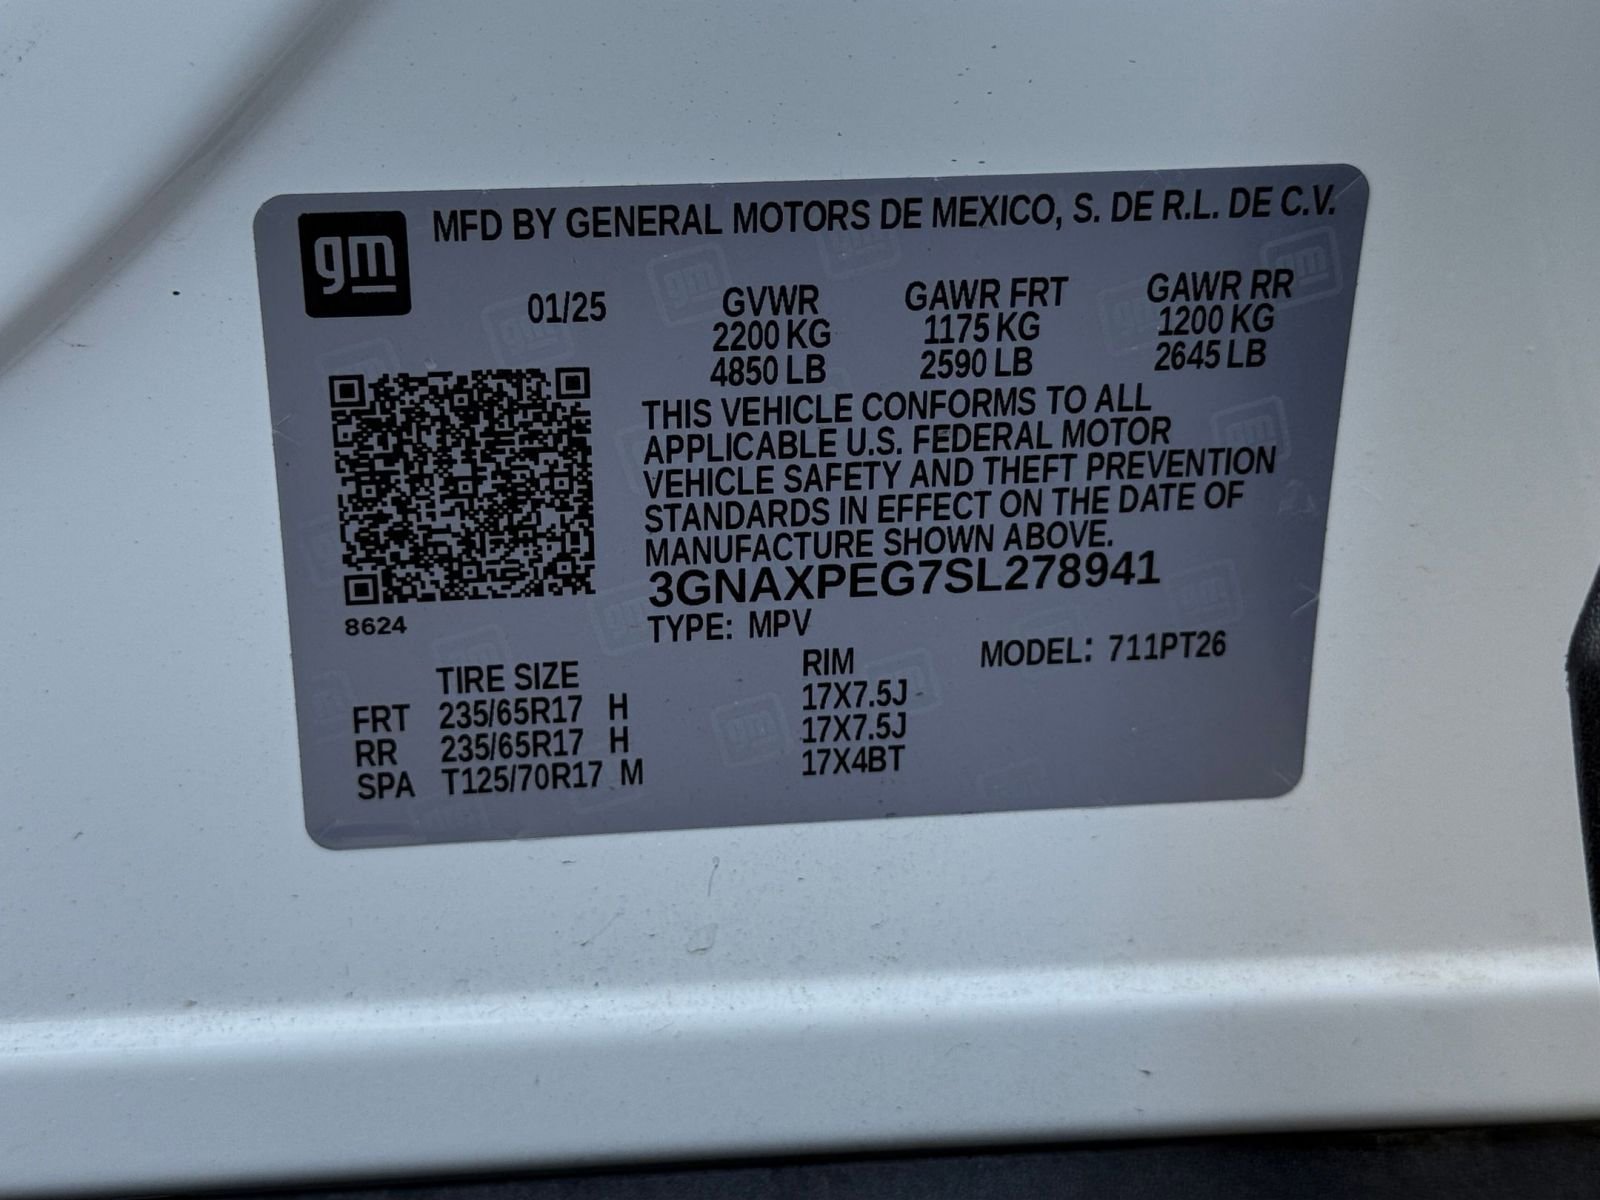 gm
MFD BY GENERAL MOTORS DE MEXICO, S. DE R.L. DE C.V.
01/25 GVWR GAWR FRT GAWR RR
2200 KG 1175 KG 1200 KG
4850 LB 2590 LB 2645 LB
THIS VEHICLE CONFORMS TO ALL
APPLICABLE U.S. FEDERAL MOTOR
VEHICLE SAFETY AND THEFT PREVENTION
STANDARDS IN EFFECT ON THE DATE OF
MANUFACTURE SHOWN ABOVE.
3GNAXPEG7SL278941
8624
TYPE: MPV MODEL: 711PT26
TIRE SIZE RIM
FRT 235/65R17 H 17X7.5J
RR 235/65R17 H 17X7.5J
SPA T125/70R17 M 17X4BT